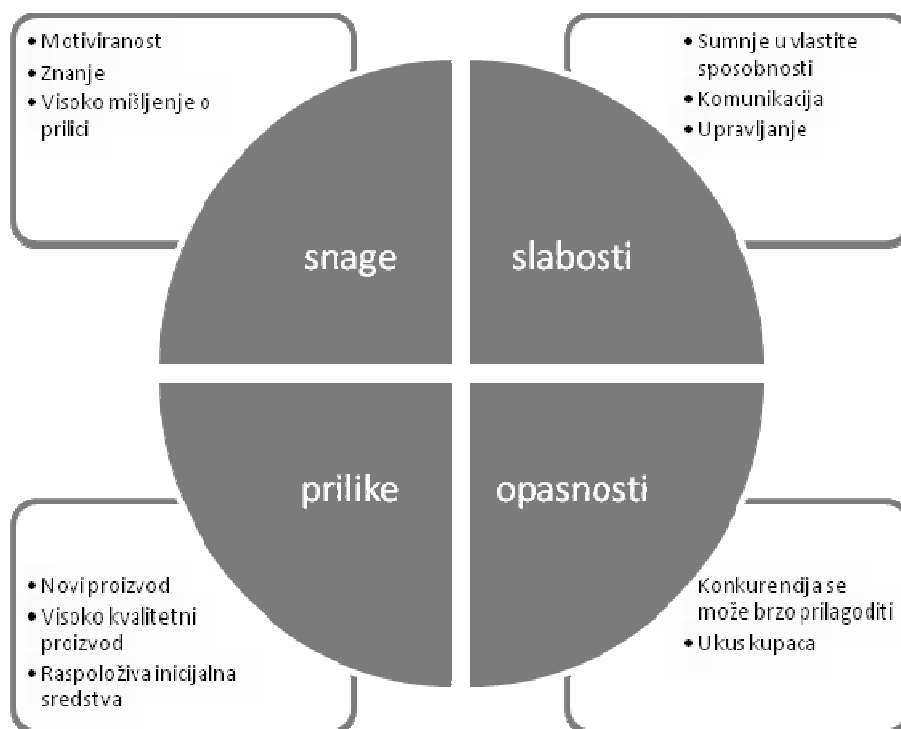 • Motiviranost
• Znanje
• Visoko mišljenje o
prilici
• Sumnje u vlastite
sposobnosti
• Komunikacija
• Upravljanje
snage
slabosti
prilike
opasnosti
• Novi proizvod
• Visoko kvalitetni
proizvod
• Raspoloživa inicijalna
sredstva
Konkurencija se
može brzo prilagoditi
• Ukus kupaca